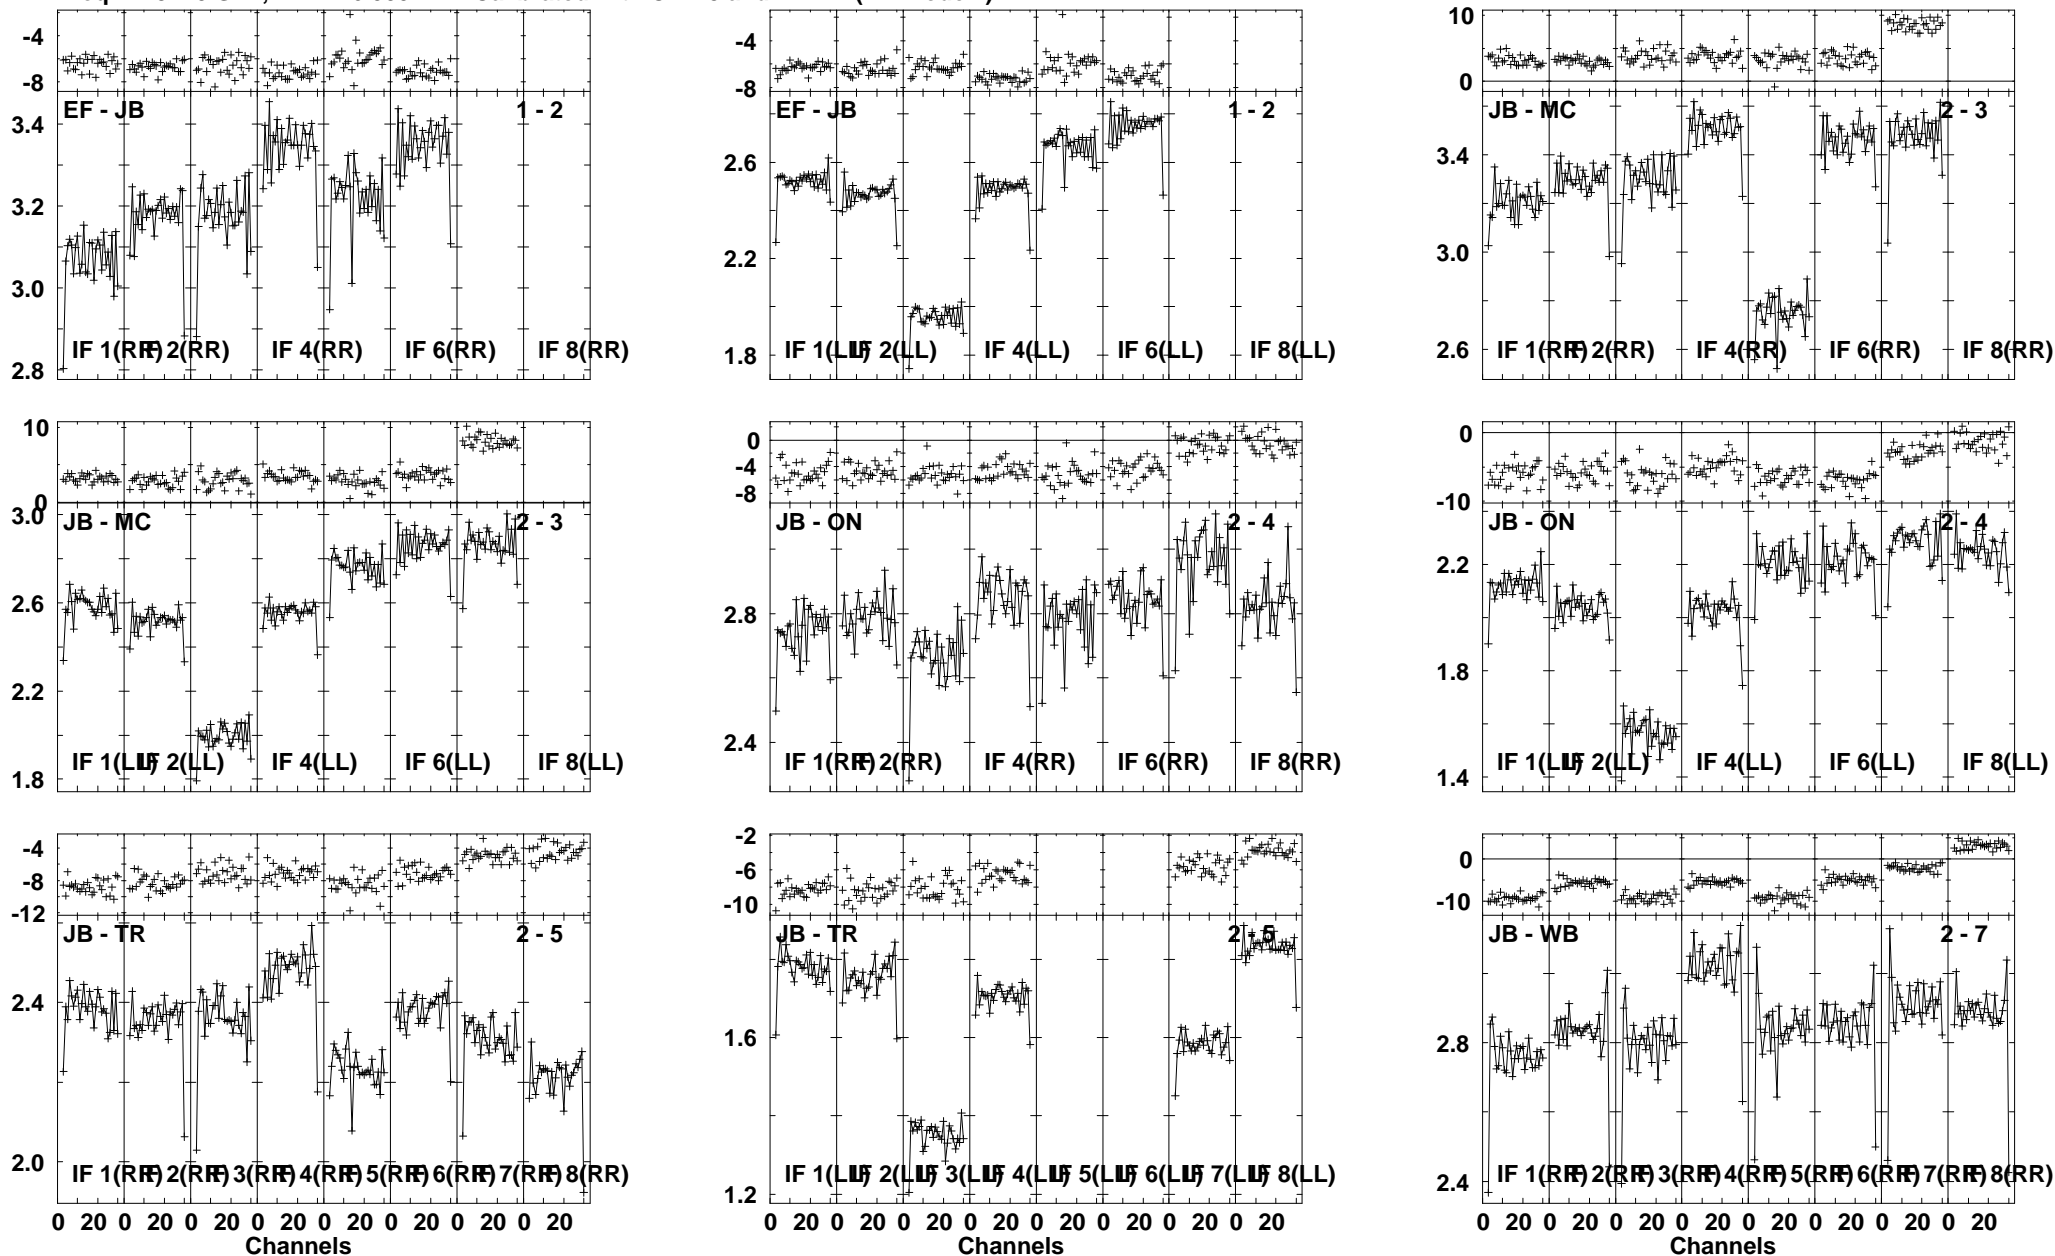 -4
-8
EF - JB 1 - 2
3.4
3.2
3.0
2.8
IF 1(RR) IF 2(RR) IF 4(RR) IF 6(RR) IF 8(RR)
-4
-8
EF - JB 1 - 2
2.6
2.2
1.8
IF 1(LL) IF 2(LL) IF 4(LL) IF 6(LL) IF 8(LL)
10
0
JB - MC 2 - 3
3.4
3.0
2.6
IF 1(RR) IF 2(RR) IF 4(RR) IF 6(RR) IF 8(RR)
10
0
JB - MC 2 - 3
3.0
2.6
2.2
1.8
IF 1(LL) IF 2(LL) IF 4(LL) IF 6(LL) IF 8(LL)
0
-4
-8
JB - ON 2 - 4
2.8
2.4
IF 1(RR) IF 2(RR) IF 4(RR) IF 6(RR) IF 8(RR)
0
-10
JB - ON 2 - 4
2.2
1.8
1.4
IF 1(LL) IF 2(LL) IF 4(LL) IF 6(LL) IF 8(LL)
-4
-8
-12
JB - TR 2 - 5
2.4
2.0
IF 1(RR) IF 2(RR) IF 3(RR) IF 4(RR) IF 5(RR) IF 6(RR) IF 7(RR) IF 8(RR)
0 20 0 20 0 20 0 20 0 20 0 20 0 20 0 20
Channels
-2
-6
-10
JB - TR 2 - 5
1.6
1.2
IF 1(LL) IF 2(LL) IF 3(LL) IF 4(LL) IF 5(LL) IF 6(LL) IF 7(LL) IF 8(LL)
0 20 0 20 0 20 0 20 0 20 0 20 0 20 0 20
Channels
0
-10
JB - WB 2 - 7
2.8
2.4
IF 1(RR) IF 2(RR) IF 3(RR) IF 4(RR) IF 5(RR) IF 6(RR) IF 7(RR) IF 8(RR)
0 20 0 20 0 20 0 20 0 20 0 20 0 20 0 20
Channels